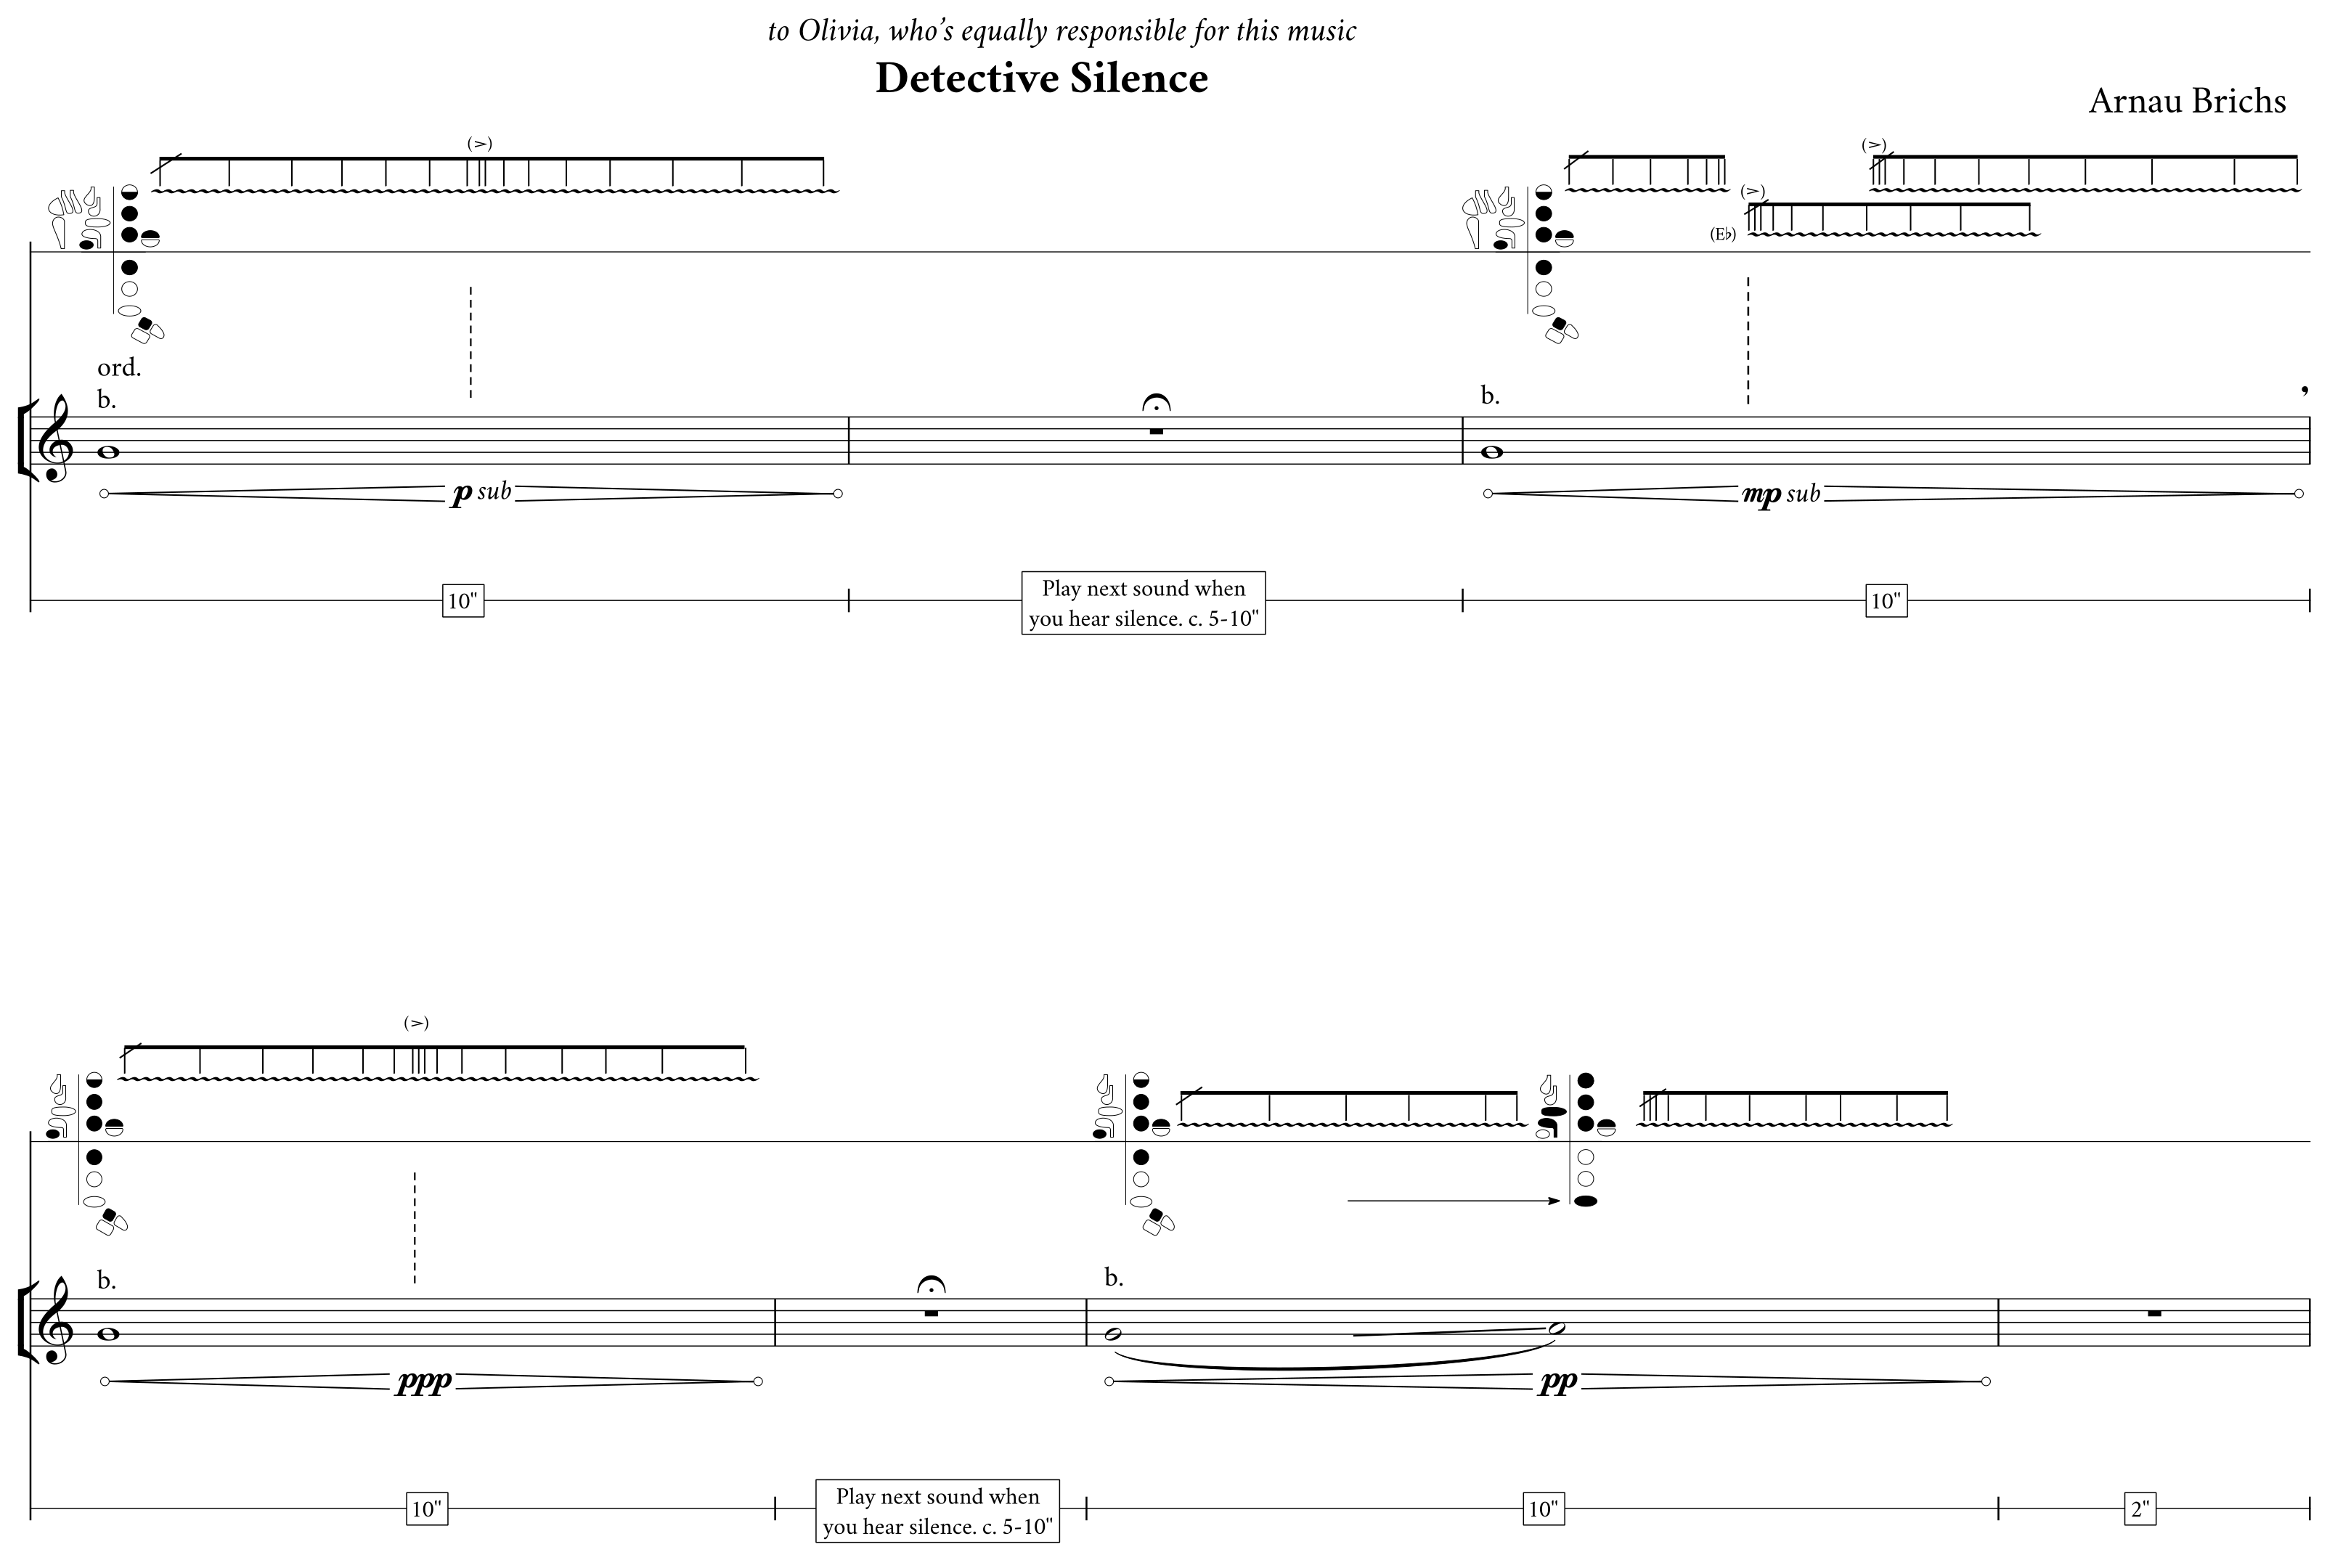 to Olivia, who’s equally responsible for this music
Detective Silence
Arnau Brichs
(>)
(>)
(>)
(E♭)
ord.
b.
b.
p sub
mp sub
10"
Play next sound when
you hear silence. c. 5-10"
10"
(>)
b.
b.
ppp
pp
10"
Play next sound when
you hear silence. c. 5-10"
10"
2"